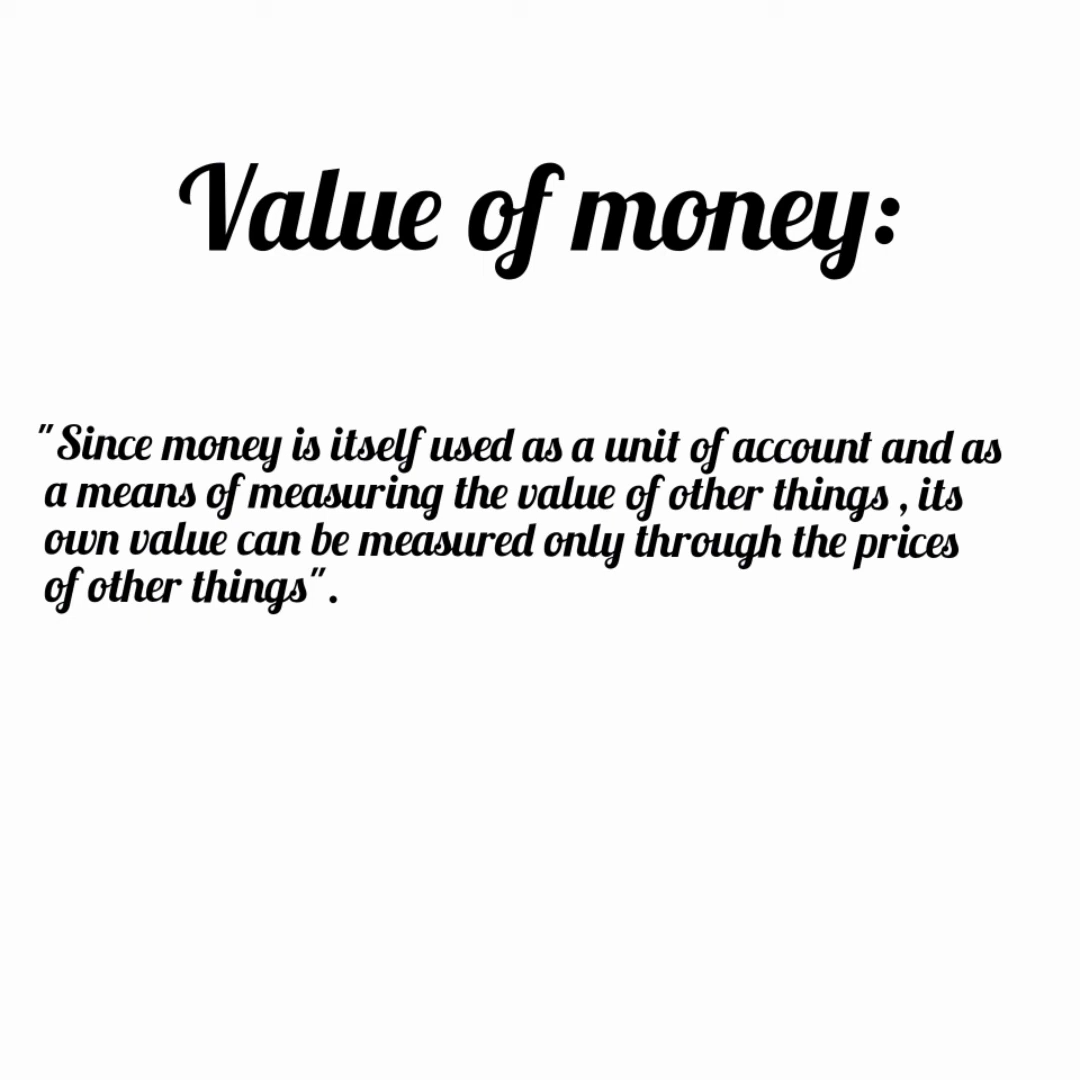 Value of money:
"Since money is itself used as a unit of account and as
a means of measuring the value of other things , its
own value can be measured only through the prices
of other things".